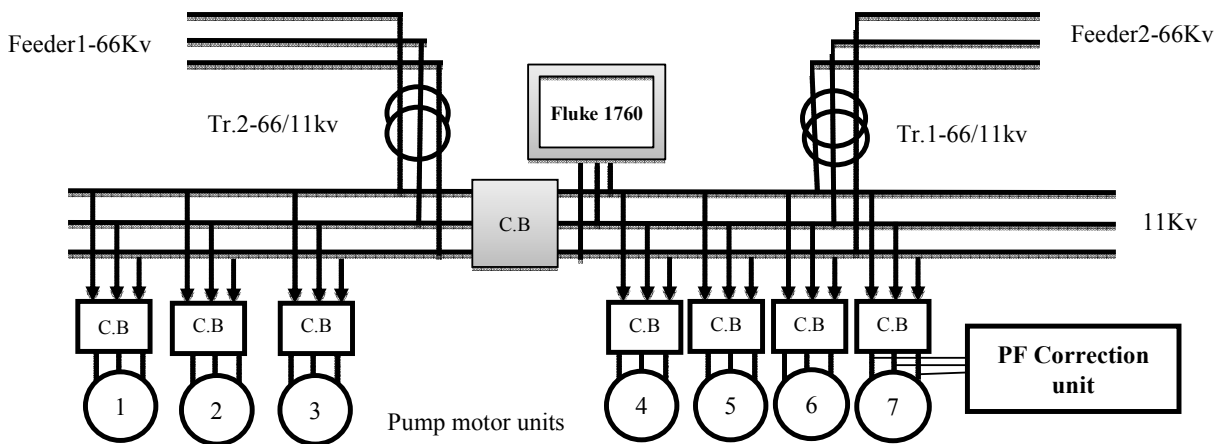 Feeder1-66Kv
Feeder2-66Kv
Fluke 1760
Tr.2-66/11kv
Tr.1-66/11kv
C.B
11Kv
C.B
C.B
C.B
C.B
C.B
C.B
C.B
PF Correction
unit
1
2
3
4
5
6
7
Pump motor units